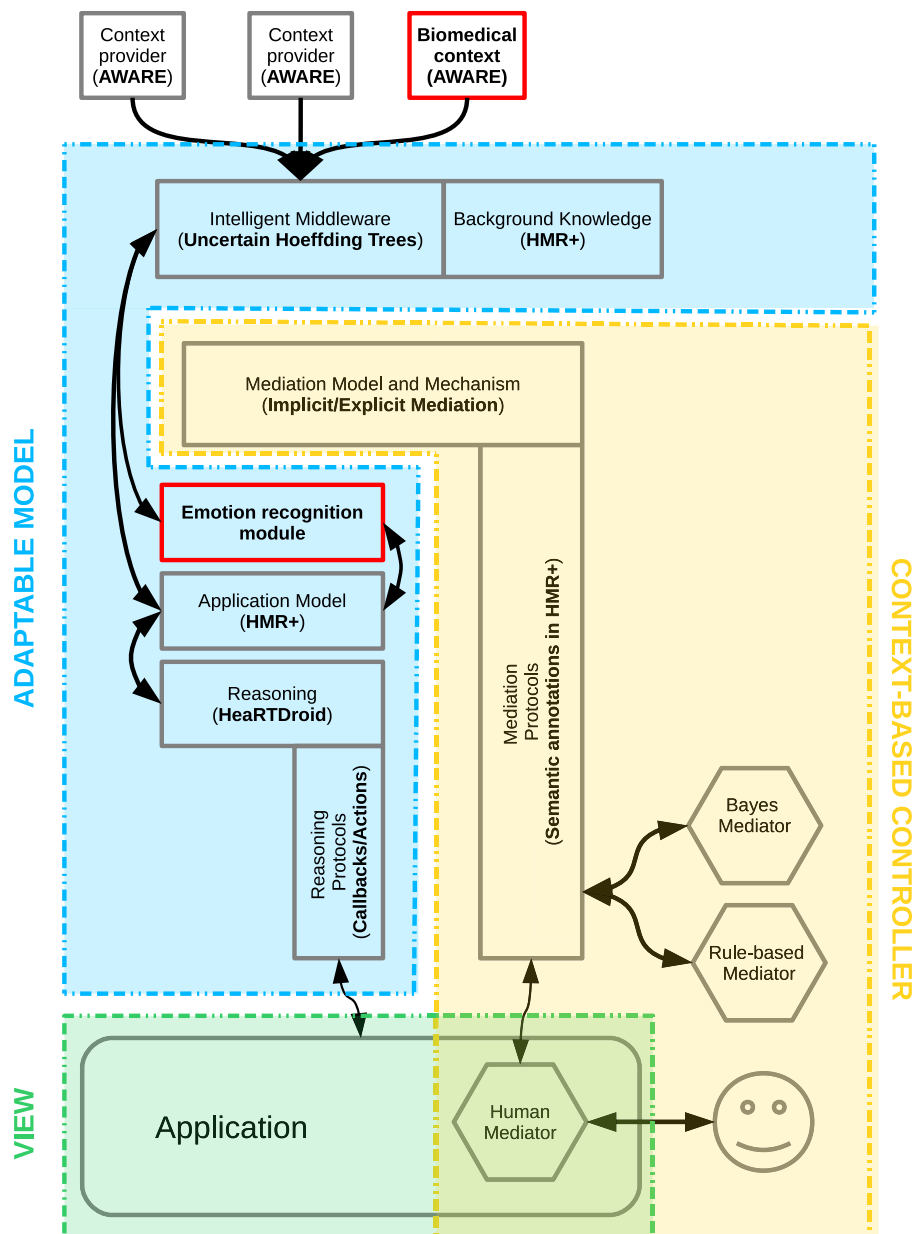 Context
provider
(AWARE)
Context
provider
(AWARE)
Biomedical
context
(AWARE)
Intelligent Middleware
(Uncertain Hoeffding Trees)
Background Knowledge
(HMR+)
Mediation Model and Mechanism
(Implicit/Explicit Mediation)
ADAPTABLE MODEL
Emotion recognition
module
Application Model
(HMR+)
Reasoning
(HeaRTDroid)
Reasoning
Protocols
(Callbacks/Actions)
Mediation
Protocols
(Semantic annotations in HMR+)
CONTEXT-BASED CONTROLLER
Bayes
Mediator
Rule-based
Mediator
VIEW
Application
Human
Mediator